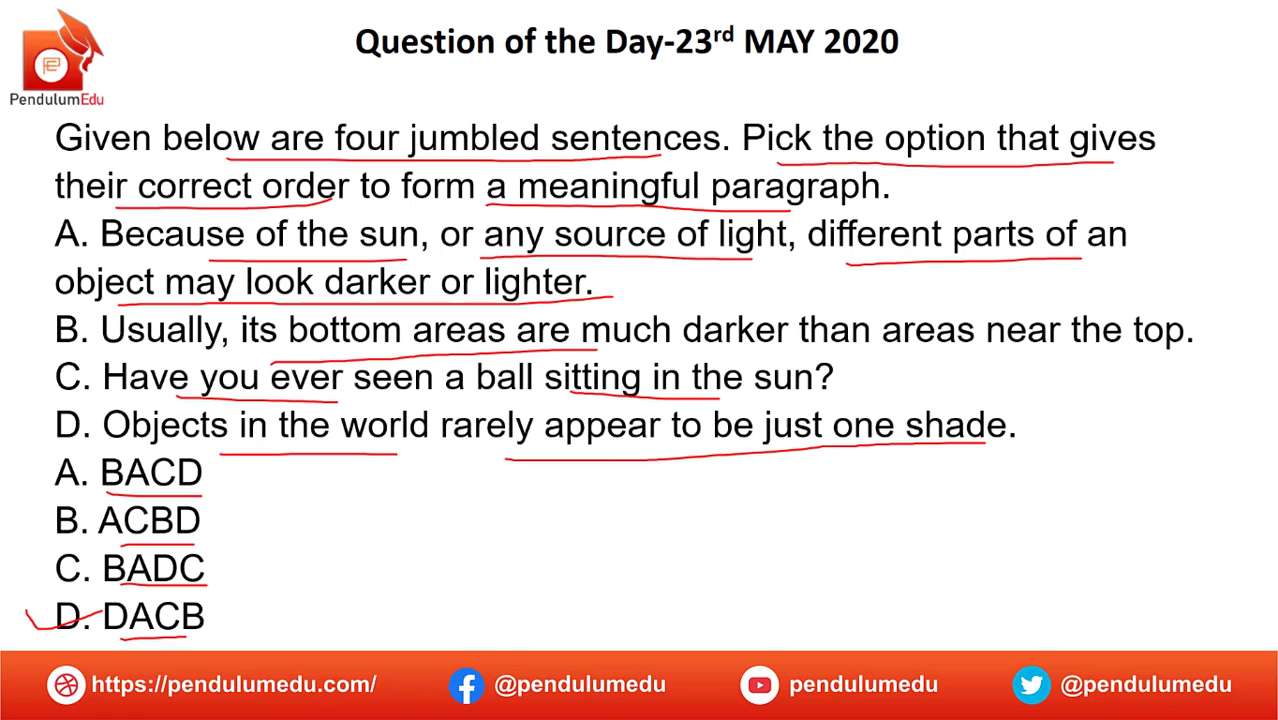 Question of the Day-23rd MAY 2020
PendulumEdu
Given below are four jumbled sentences. Pick the option that gives
their correct order to form a meaningful paragraph.
A. Because of the sun, or any source of light, different parts of an
object may look darker or lighter.
B. Usually, its bottom areas are much darker than areas near the top.
C. Have you ever seen a ball sitting in the sun?
D. Objects in the world rarely appear to be just one shade.
A. BACD
B. ACBD
C. BADC
D. DACB
https://pendulumedu.com/ @pendulumedu pendulumedu @pendulumedu